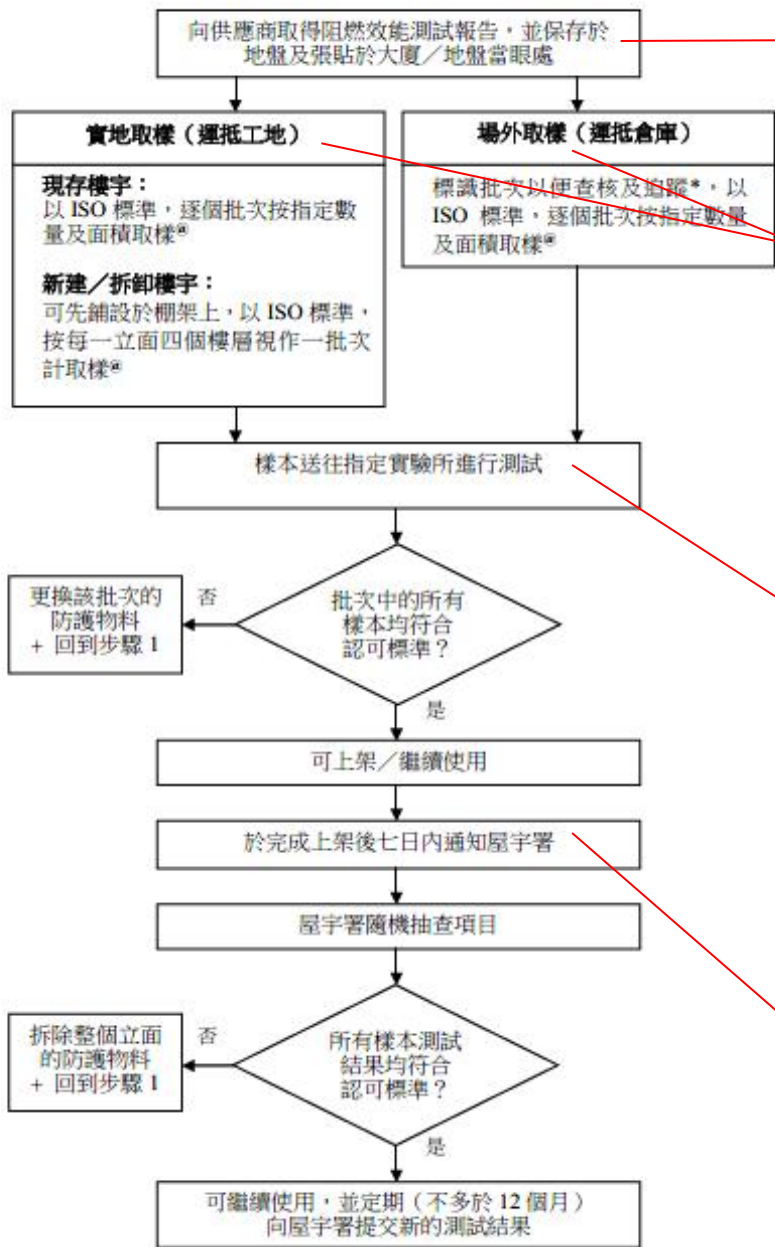 向供應商取得阻燃效能測試報告，並保存於
地盤及張貼於大廈／地盤當眼處
實地取樣（運抵工地）
現存樓宇：
以 ISO 標準，逐個批次按指定數
量及面積取樣@
新建／拆卸樓宇：
可先鋪設於棚架上，以 ISO 標準，
按每一立面四個樓層視作一批次
計取樣@
場外取樣（運抵倉庫）
標識批次以便查核及追蹤*，以
ISO 標準，逐個批次按指定數量
及面積取樣@
樣本送往指定實驗所進行測試
批次中的所有
樣本均符合
認可標準？
否
更換該批次的
防護物料
+ 回到步驟 1
是
可上架／繼續使用
於完成上架後七日內通知屋宇署
屋宇署隨機抽查項目
所有樣本測試
結果均符合
認可標準？
否
拆除整個立面
的防護物料
+ 回到步驟 1
是
可繼續使用，並定期（不多於 12 個月）
向屋宇署提交新的測試結果